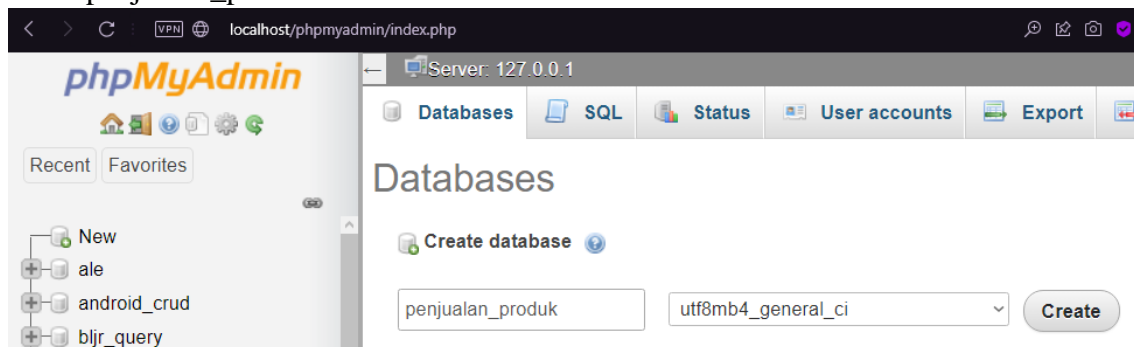 VPN localhost/phpmyadmin/index.php
phpMyAdmin
Server: 127.0.0.1
Databases SQL Status User accounts Export
Recent Favorites
Databases
New
Create database
ale
android_crud
penjualan_produk utf8mb4_general_ci Create
bljr_query